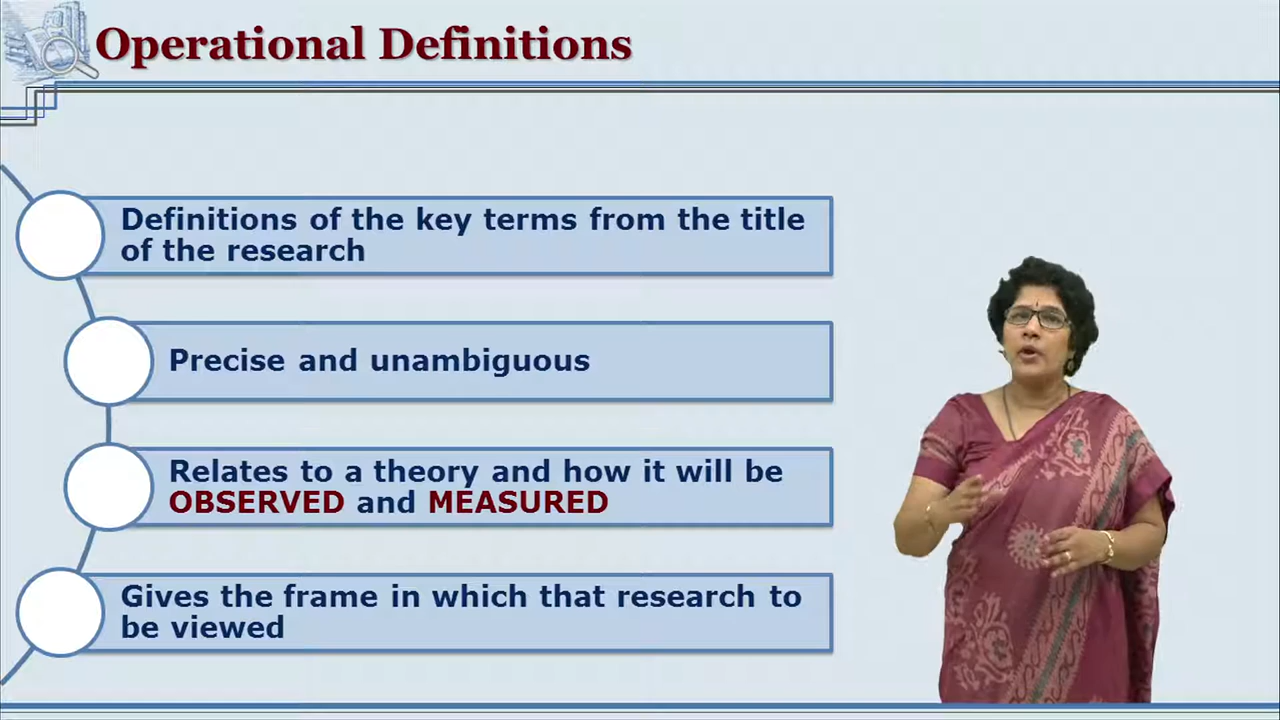 Operational Definitions
Definitions of the key terms from the title
of the research
Precise and unambiguous
Relates to a theory and how it will be
OBSERVED and MEASURED
Gives the frame in which that research to
be viewed